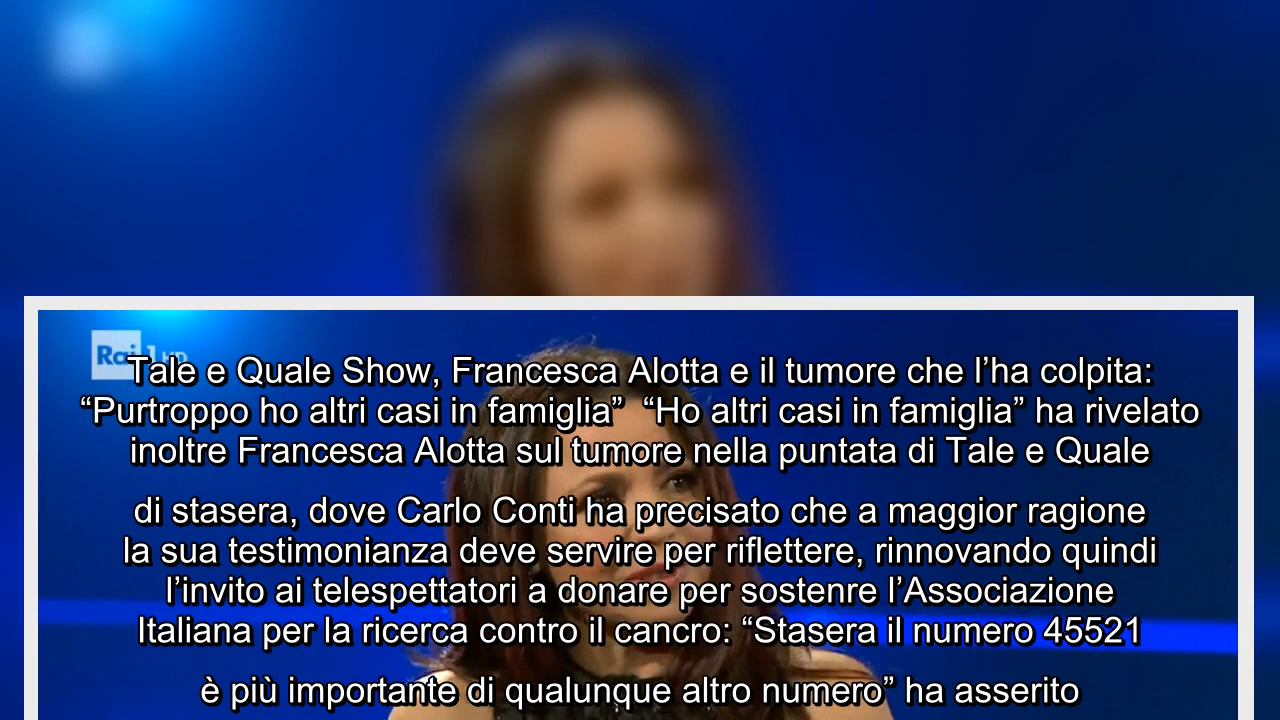 Rai 1 HD
Tale e Quale Show, Francesca Alotta e il tumore che l’ha colpita:
“Purtroppo ho altri casi in famiglia”  “Ho altri casi in famiglia” ha rivelato
inoltre Francesca Alotta sul tumore nella puntata di Tale e Quale
di stasera, dove Carlo Conti ha precisato che a maggior ragione
la sua testimonianza deve servire per riflettere, rinnovando quindi
l’invito ai telespettatori a donare per sostenre l’Associazione
Italiana per la ricerca contro il cancro: “Stasera il numero 45521
è più importante di qualunque altro numero” ha asserito